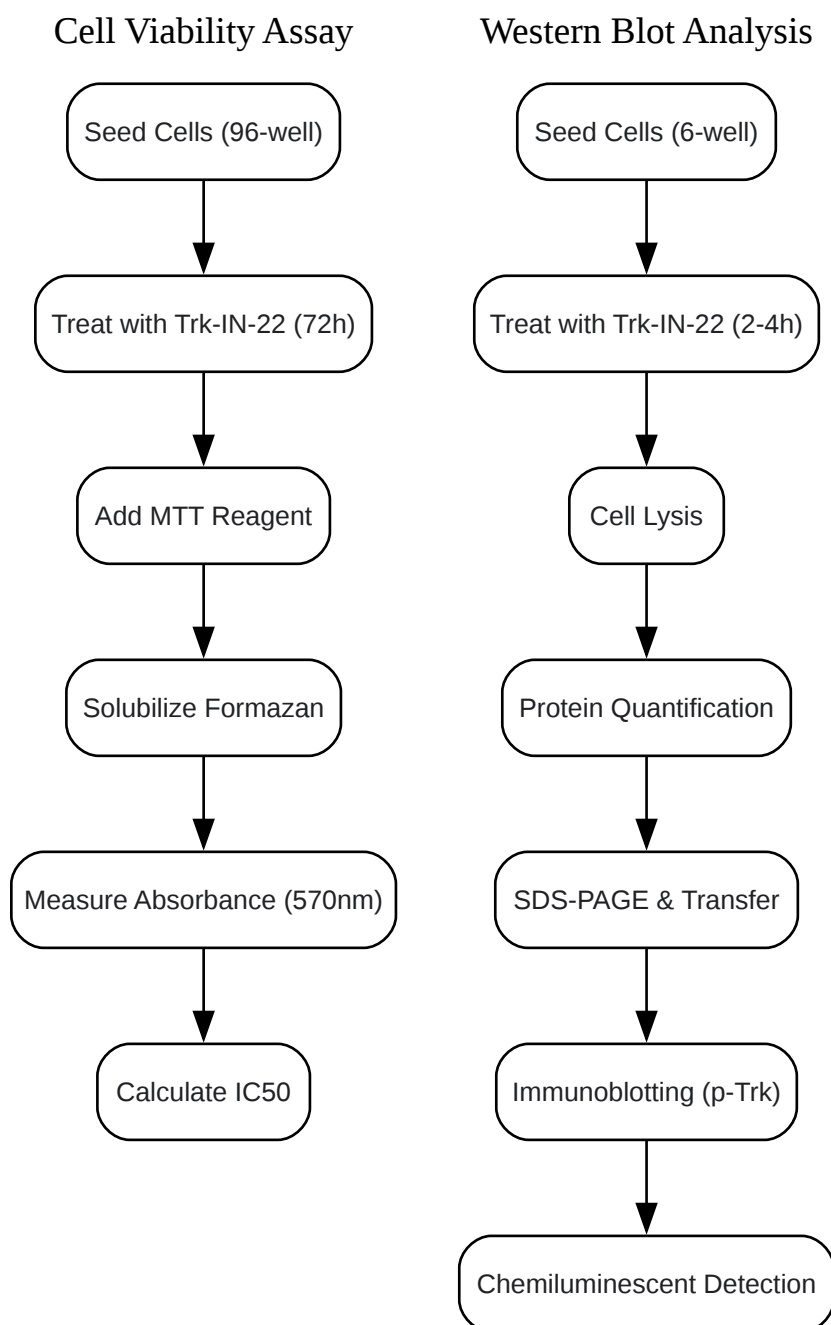 Cell Viability Assay
Seed Cells (96-well)
Treat with Trk-IN-22 (72h)
Add MTT Reagent
Solubilize Formazan
Measure Absorbance (570nm)
Calculate IC50
Western Blot Analysis
Seed Cells (6-well)
Treat with Trk-IN-22 (2-4h)
Cell Lysis
Protein Quantification
SDS-PAGE & Transfer
Immunoblotting (p-Trk)
Chemiluminescent Detection